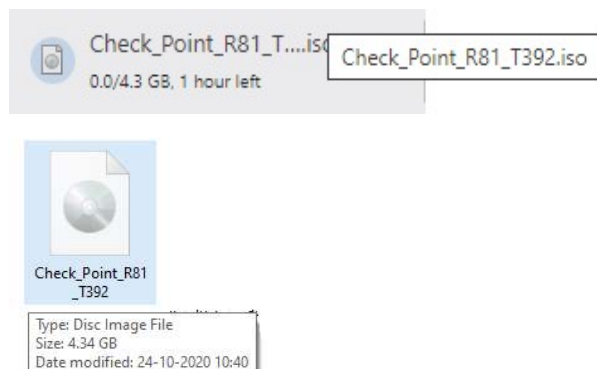 Check_Point_R81_T....iso
Check_Point_R81_T392.iso
0.0/4.3 GB, 1 hour left
Check_Point_R81
_T392
Type: Disc Image File
Size: 4.34 GB
Date modified: 24-10-2020 10:40